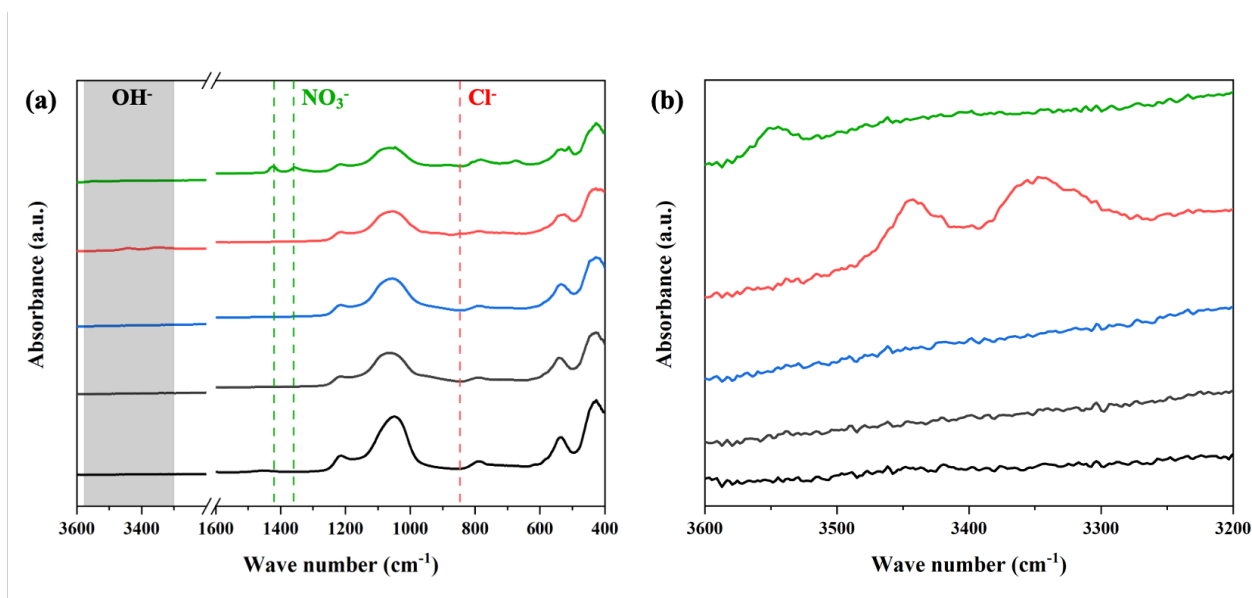 (a)
OH⁻
NO₃⁻
Cl⁻
Absorbance (a.u.)
3600 3400 1600 1200 1000 800 600 400
Wave number (cm⁻¹)
(b)
Absorbance (a.u.)
3600 3500 3400 3300 3200
Wave number (cm⁻¹)